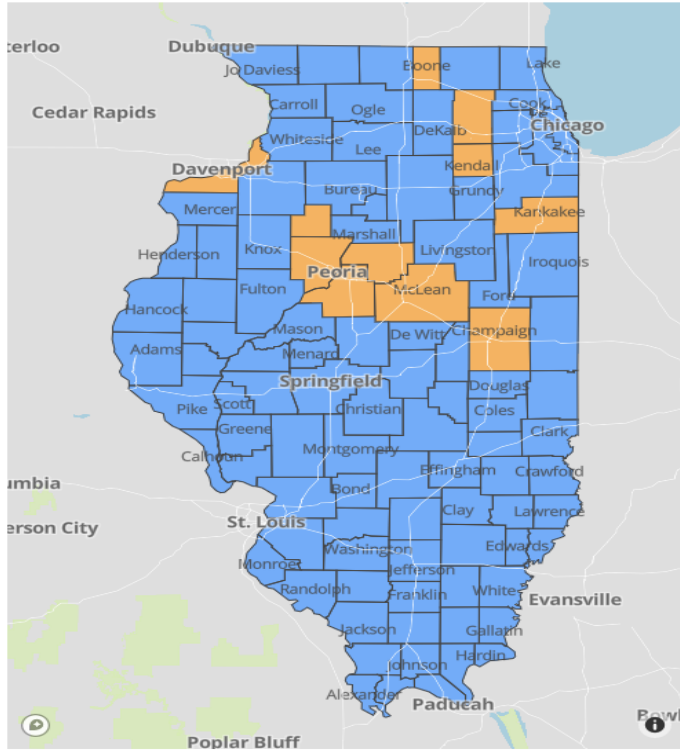 terloo
Dubuque
Jo Daviess
Boone
Lake
Cedar Rapids
Carroll
Ogle
Cook
DeKalb
Chicago
Whiteside
Lee
Davenport
Kendall
Bureau
Grundy
Mercer
Kankakee
Marshall
Henderson
Knox
Livingston
Iroquois
Peoria
Fulton
McLean
Ford
Hancock
Mason
De Witt
Champaign
Adams
Menard
Springfield
Douglas
Pike
Scott
Christian
Coles
Greene
Clark
Calhoun
Montgomery
Effingham
Crawford
umbia
Bond
Clay
Lawrence
erson City
St. Louis
Washington
Edwards
Monroe
Jefferson
Randolph
Franklin
White
Evansville
Jackson
Gallatin
Johnson
Hardin
Alexander
Paducah
Bowl
Poplar Bluff